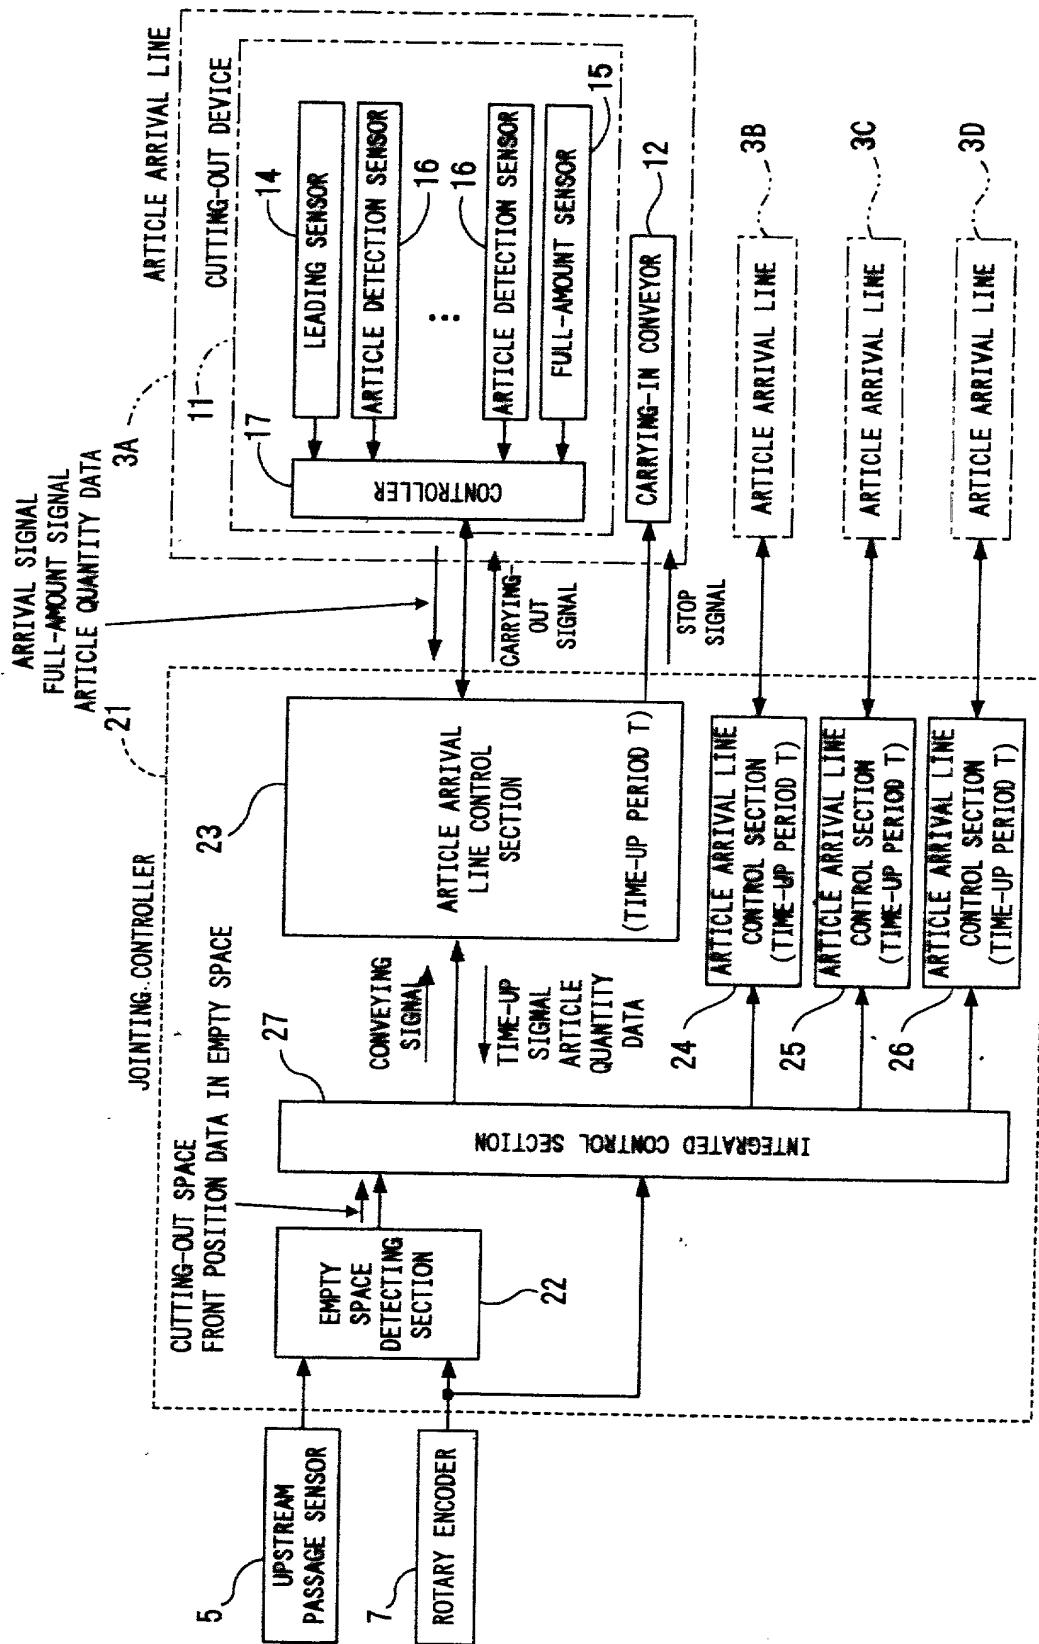 ARRIVAL SIGNAL
FULL-AMOUNT SIGNAL
ARTICLE QUANTITY DATA
21
JOINTING CONTROLLER
CUTTING-OUT SPACE
FRONT POSITION DATA IN EMPTY SPACE
5
UPSTREAM
PASSAGE SENSOR
7
ROTARY ENCODER
EMPTY
SPACE
DETECTING
SECTION
22
27
INTEGRATED CONTROL SECTION
CONVEYING
SIGNAL
TIME-UP
SIGNAL
ARTICLE
QUANTITY
DATA
23
ARTICLE ARRIVAL
LINE CONTROL
SECTION
(TIME-UP PERIOD T)
24
ARTICLE ARRIVAL LINE
CONTROL SECTION
(TIME-UP PERIOD T)
25
ARTICLE ARRIVAL LINE
CONTROL SECTION
(TIME-UP PERIOD T)
26
ARTICLE ARRIVAL LINE
CONTROL SECTION
(TIME-UP PERIOD T)
CARRYING-
OUT
SIGNAL
STOP
SIGNAL
3A
ARTICLE ARRIVAL LINE
11
CUTTING-OUT DEVICE
17
CONTROLLER
14
LEADING SENSOR
ARTICLE DETECTION SENSOR
16
...
16
ARTICLE DETECTION SENSOR
FULL-AMOUNT SENSOR
15
CARRYING-IN CONVEYOR
12
ARTICLE ARRIVAL LINE
3B
ARTICLE ARRIVAL LINE
3C
ARTICLE ARRIVAL LINE
3D